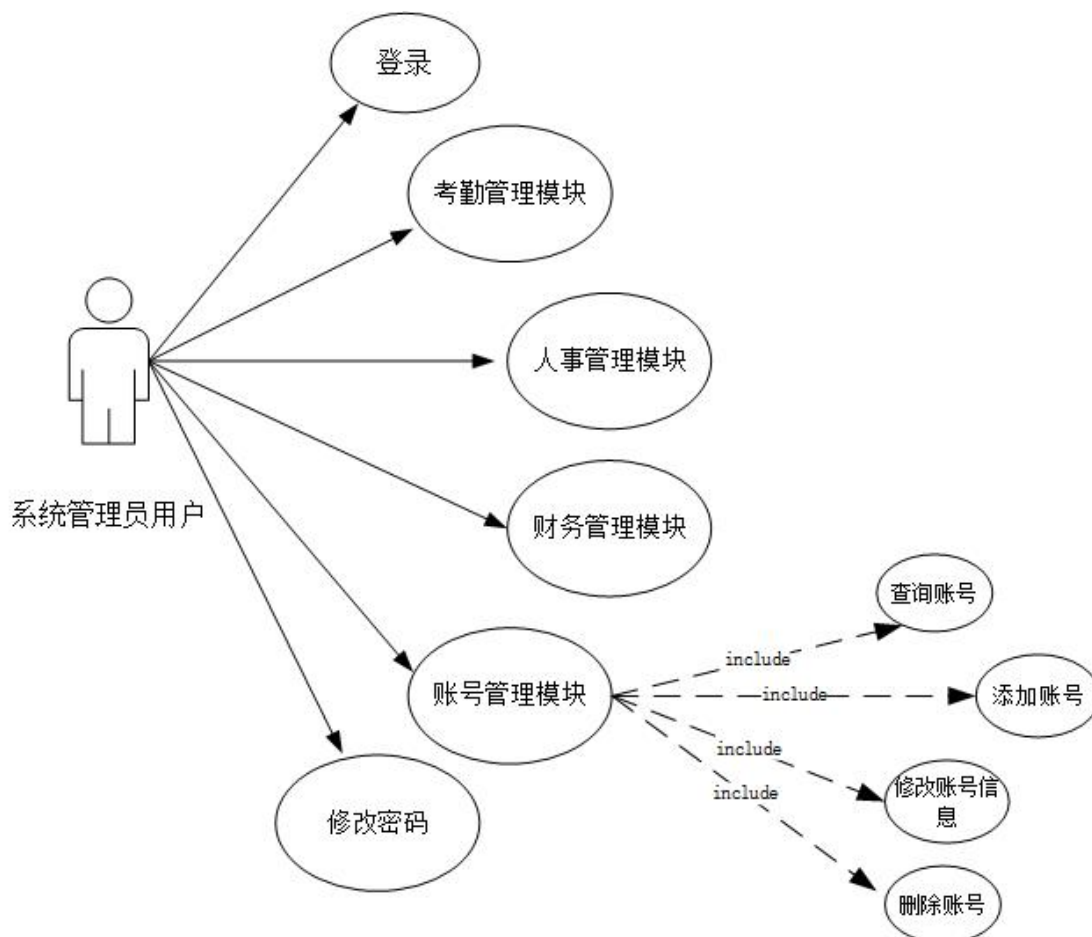 登录
考勤管理模块
人事管理模块
系统管理员用户
财务管理模块
查询账号
include
账号管理模块
include
添加账号
include
修改账号信
息
include
修改密码
删除账号